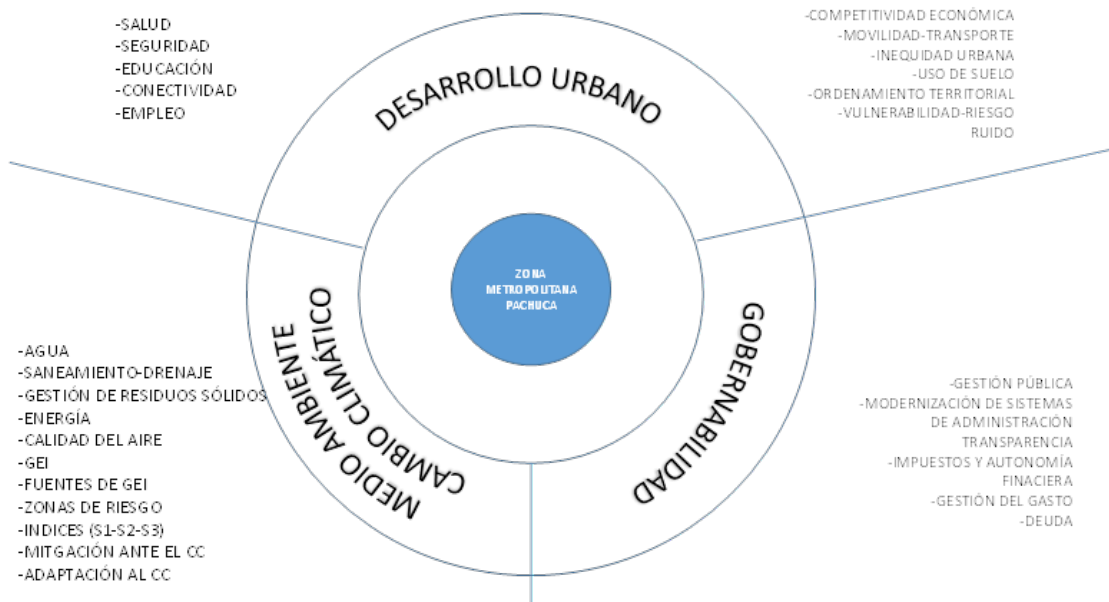 -SALUD
-SEGURIDAD
-EDUCACIÓN
-CONECTIVIDAD
-EMPLEO
DESARROLLO URBANO
-COMPETITIVIDAD ECONÓMICA
-MOVILIDAD-TRANSPORTE
-INEQUIDAD URBANA
-USO DE SUELO
-ORDENAMIENTO TERRITORIAL
-VULNERABILIDAD-RIESGO
RUIDO
ZONA
METROPOLITANA
PACHUCA
MEDIO AMBIENTE
CAMBIO CLIMÁTICO
-AGUA
-SANEAMIENTO-DRENAJE
-GESTIÓN DE RESIDUOS SÓLIDOS
-ENERGÍA
-CALIDAD DEL AIRE
-GEI
-FUENTES DE GEI
-ZONAS DE RIESGO
-INDICES (S1-S2-S3)
-MITGACIÓN ANTE EL CC
-ADAPTACIÓN AL CC
GOBERNABILIDAD
-GESTIÓN PÚBLICA
-MODERNIZACIÓN DE SISTEMAS
DE ADMINISTRACIÓN
TRANSPARENCIA
-IMPUESTOS Y AUTONOMÍA
FINACIERA
-GESTIÓN DEL GASTO
-DEUDA